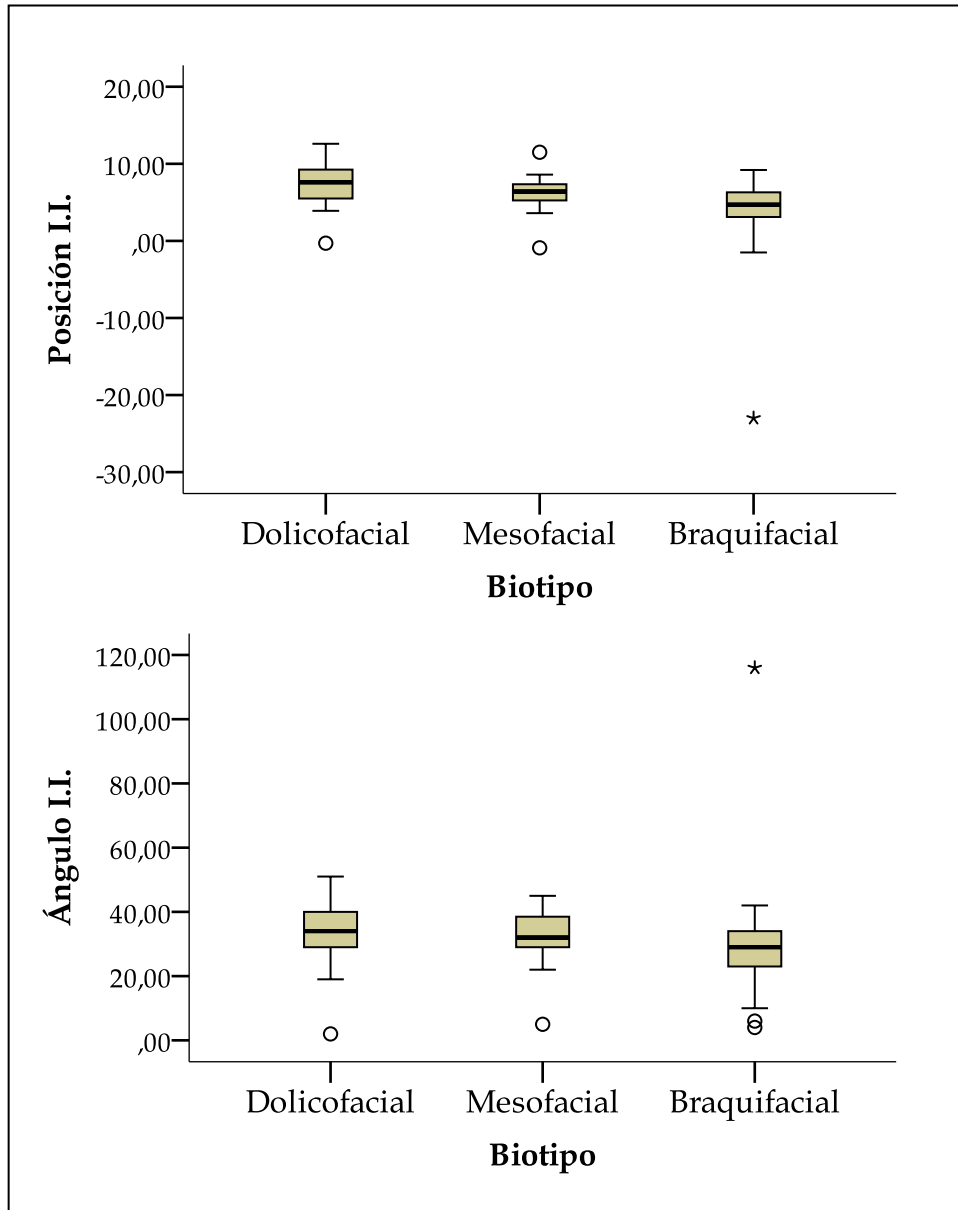 20,00
10,00
,00
-10,00
-20,00
-30,00
Posición I.I.
Dolicofacial Mesofacial Braquifacial
Biotipo
120,00
100,00
80,00
60,00
40,00
20,00
,00
Ángulo I.I.
Dolicofacial Mesofacial Braquifacial
Biotipo